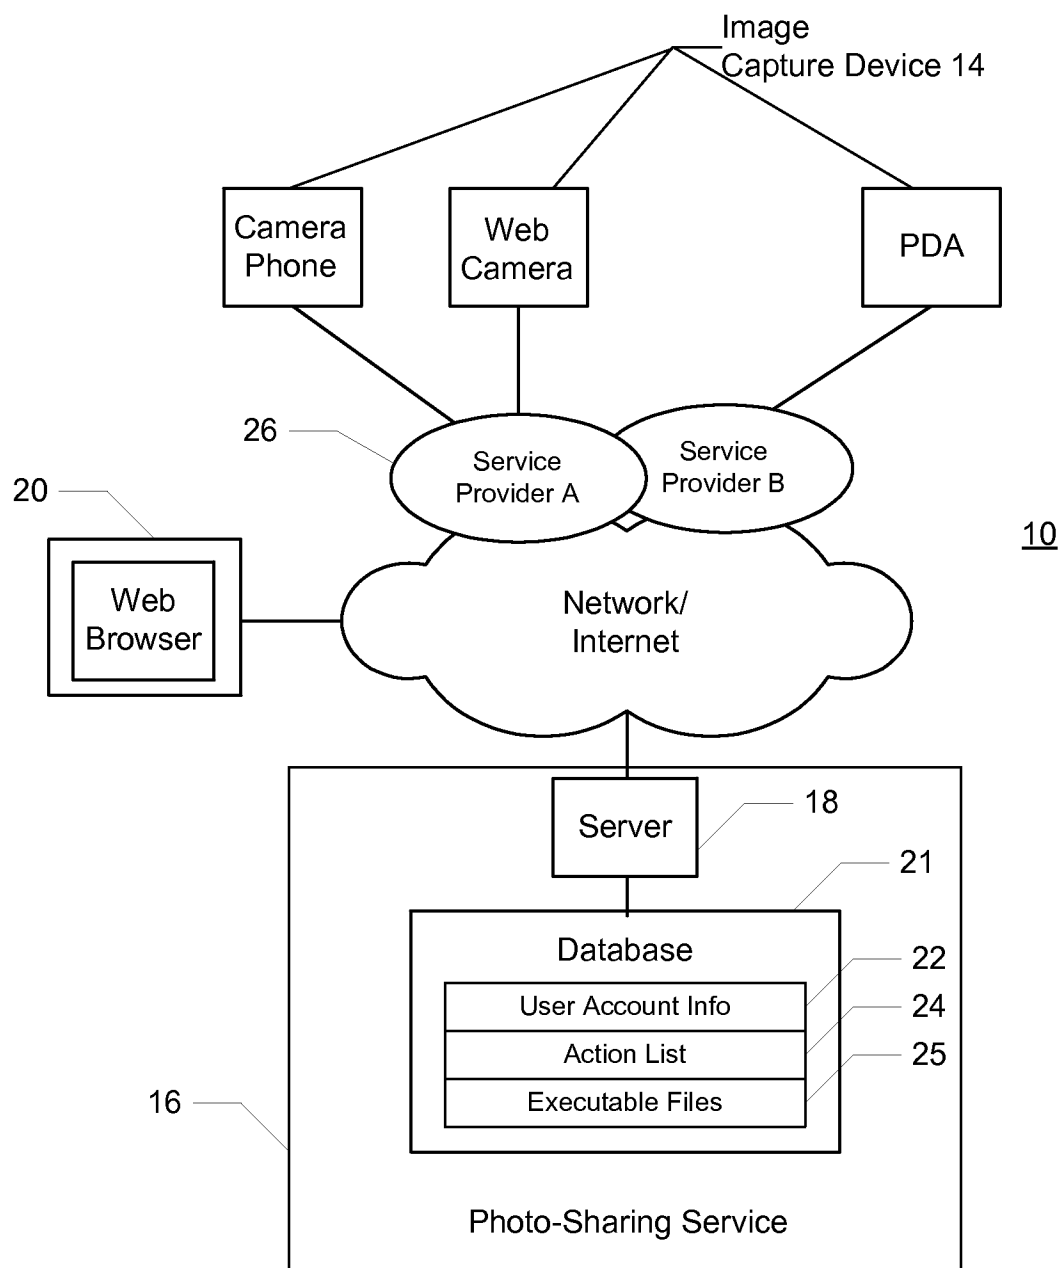 Image
Capture Device 14
Camera
Phone
Web
Camera
PDA
26
Service
Provider A
Service
Provider B
20
10
Web
Browser
Network/
Internet
18
Server
21
Database
22
User Account Info
24
Action List
25
Executable Files
16
Photo-Sharing Service